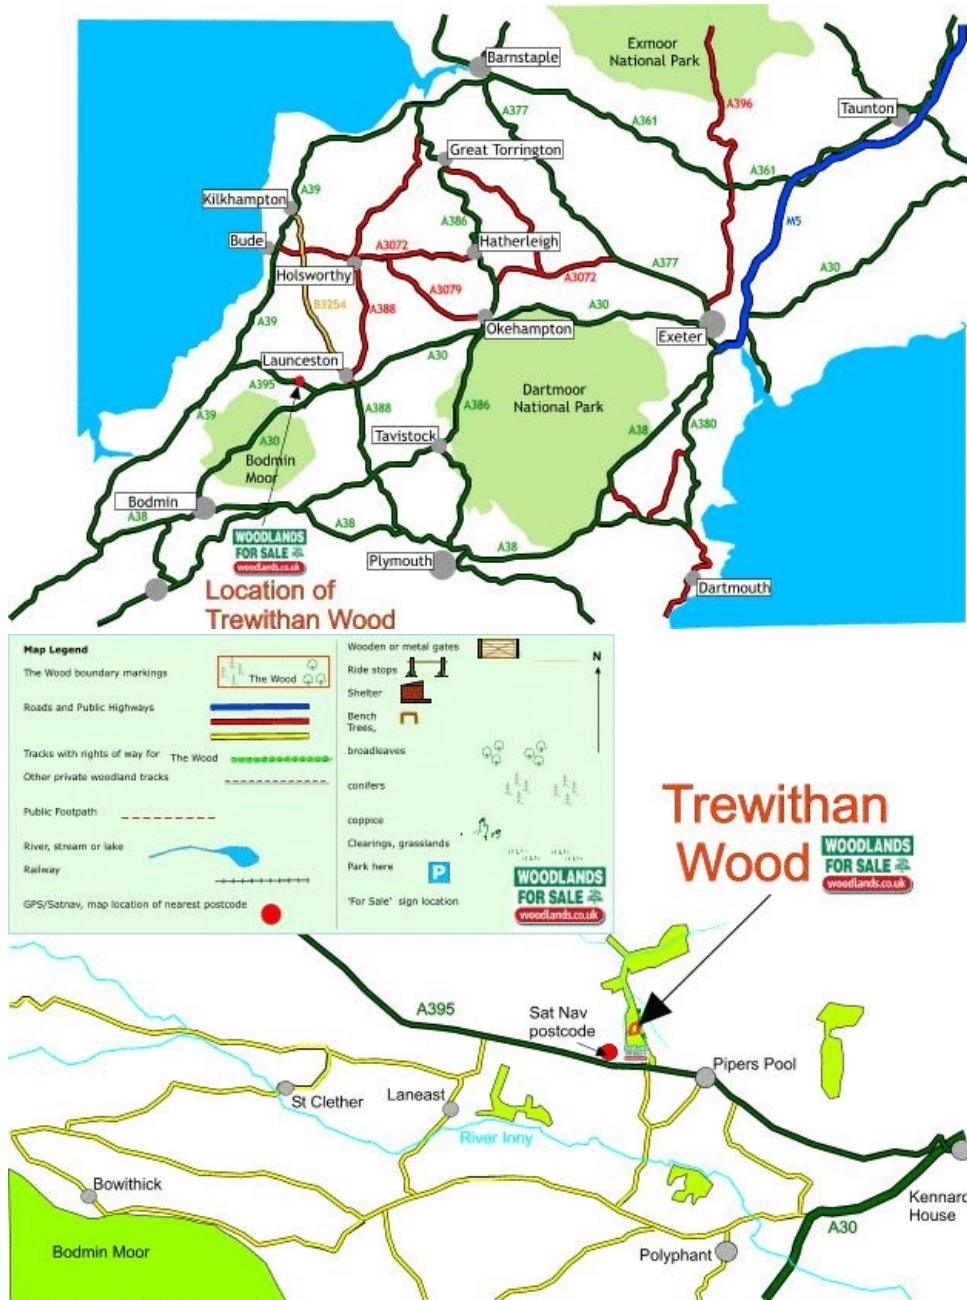 Exmoor
National Park
Barnstaple
A377
A396
Taunton
A361
Great Torrington
A361
A39
Kilkhampton
A386
M5
Bude
A3072
Hatherleigh
A377
Holsworthy
A3079
A3072
A30
B3254
A388
A30
A39
Okehampton
Exeter
Launceston
A30
A395
Dartmoor
National Park
A39
A388
A386
A380
A30
Tavistock
A38
Bodmin
Moor
Bodmin
A38
A38
WOODLANDS
FOR SALE
woodlands.co.uk
Plymouth
A38
Location of
Trewithan Wood
Dartmouth
Map Legend
The Wood boundary markings
The Wood
Roads and Public Highways
Tracks with rights of way for The Wood
Other private woodland tracks
Public Footpath
River, stream or lake
Railway
GPS/Satnav, map location of nearest postcode
Wooden or metal gates
N
Ride stops
Shelter
Bench
Trees,
broadleaves
conifers
coppice
Clearings, grasslands
Park here
P
'For Sale' sign location
WOODLANDS
FOR SALE
woodlands.co.uk
Trewithan
Wood
WOODLANDS
FOR SALE
woodlands.co.uk
A395
Sat Nav
postcode
Pipers Pool
St Clether
Laneast
River Inny
Bowithick
Kennard
House
A30
Bodmin Moor
Polyphant